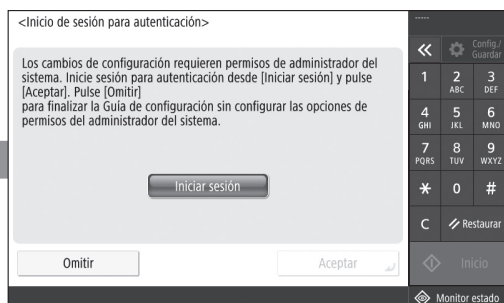 <Inicio de sesión para autenticación>
Los cambios de configuración requieren permisos de administrador del
sistema. Inicie sesión para autenticación desde [Iniciar sesión] y pulse
[Aceptar]. Pulse [Omitir]
para finalizar la Guía de configuración sin configurar las opciones de
permisos del administrador del sistema.
Iniciar sesión
Omitir
Aceptar
-----
Config./
Guardar
1 2 3
ABC DEF
4 5 6
GHI JKL MNO
7 8 9
PQRS TUV WXYZ
* 0 #
C Restaurar
Inicio
Monitor estado